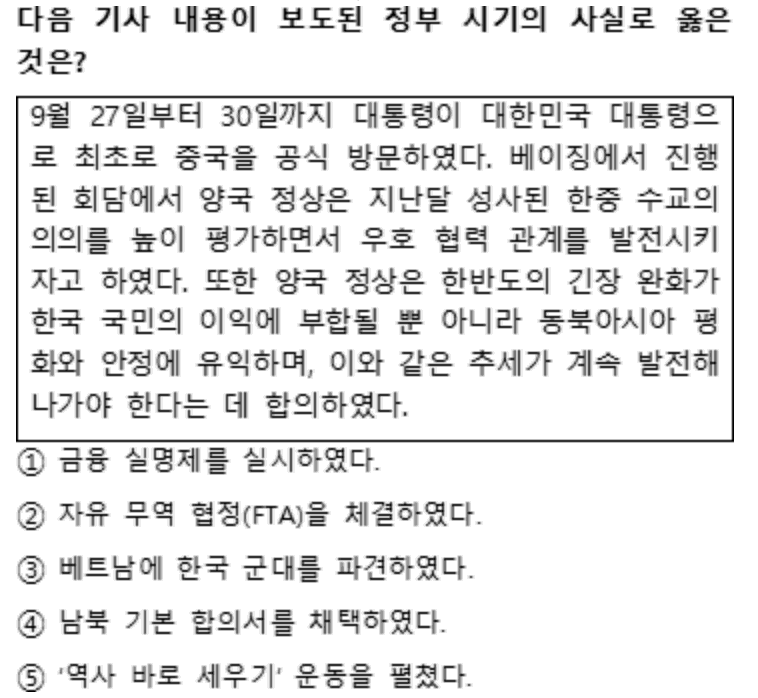 다음 기사 내용이 보도된 정부 시기의 사실로 옳은
것은?
9월 27일부터 30일까지 대통령이 대한민국 대통령으
로 최초로 중국을 공식 방문하였다. 베이징에서 진행
된 회담에서 양국 정상은 지난달 성사된 한중 수교의
의의를 높이 평가하면서 우호 협력 관계를 발전시키
자고 하였다. 또한 양국 정상은 한반도의 긴장 완화가
한국 국민의 이익에 부합될 뿐 아니라 동북아시아 평
화와 안정에 유익하며, 이와 같은 추세가 계속 발전해
나가야 한다는 데 합의하였다.
① 금융 실명제를 실시하였다.
② 자유 무역 협정(FTA)을 체결하였다.
③ 베트남에 한국 군대를 파견하였다.
④ 남북 기본 합의서를 채택하였다.
⑤ ‘역사 바로 세우기’ 운동을 펼쳤다.